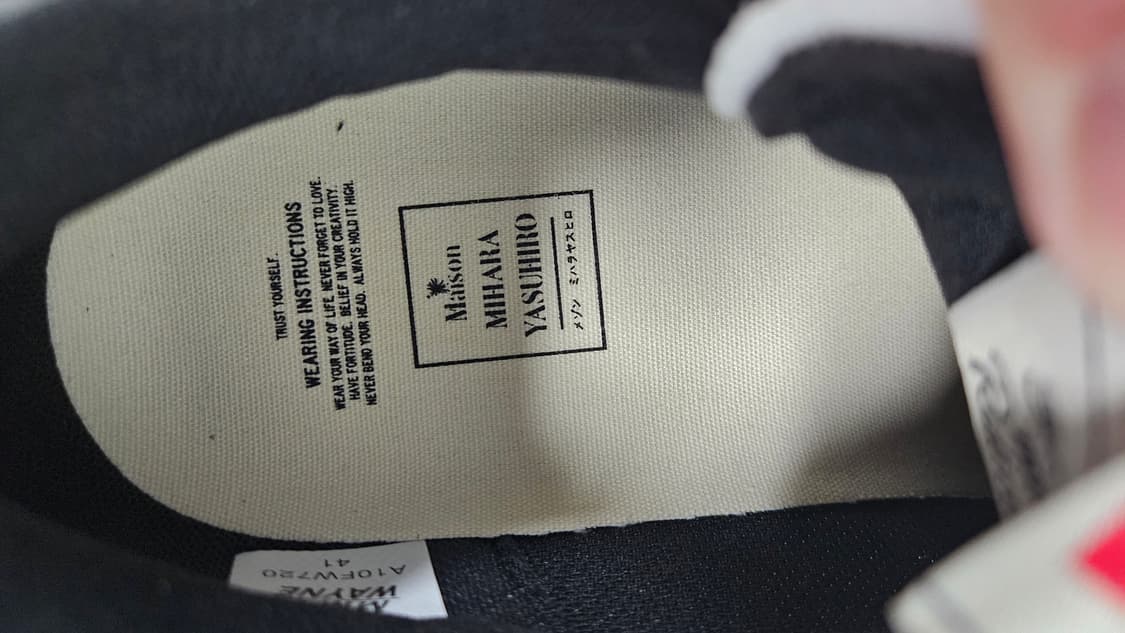 TRUST YOURSELF.
WEARING INSTRUCTIONS
WEAR YOUR WAY OF LIFE. NEVER FORGET TO LOVE.
HAVE FORTITUDE. BELIEF IN YOUR CREATIVITY.
NEVER BEND YOUR HEAD. ALWAYS HOLD IT HIGH.
Maison
MIHARA
YASUHIRO
メゾン ミハラヤスヒロ
WAYNE
A10FW720
41